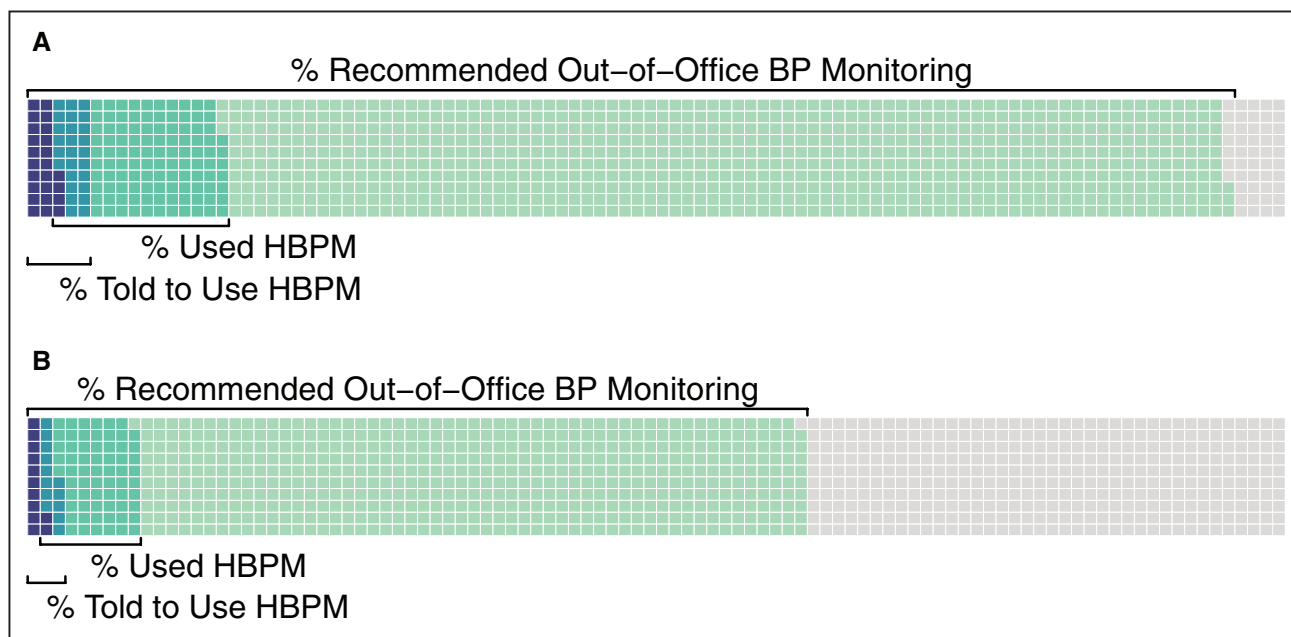 A
% Recommended Out−of−Office BP Monitoring
% Used HBPM
% Told to Use HBPM
B
% Recommended Out−of−Office BP Monitoring
% Used HBPM
% Told to Use HBPM